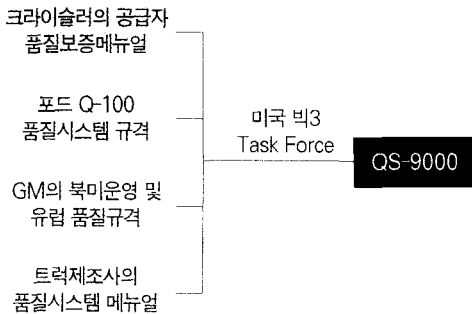 크라이슬러의 공급자
품질보증메뉴얼
포드 Q-100
품질시스템 규격
미국 빅3
Task Force
QS-9000
GM의 북미운영 및
유럽 품질규격
트럭제조사의
품질시스템 메뉴얼